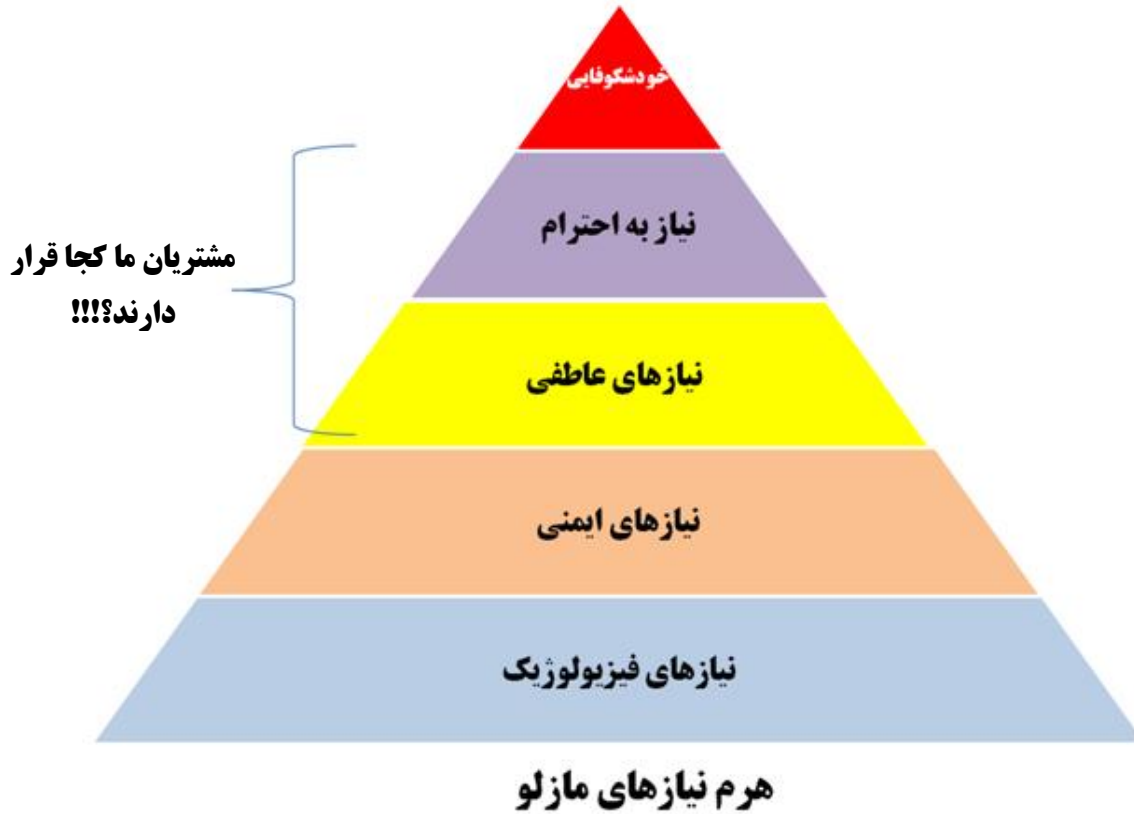 خودشکوفایی
نیاز به احترام
مشتریان ما کجا قرار
دارند؟!!!
نیازهای عاطفی
نیازهای ایمنی
نیازهای فیزیولوژیک
هرم نیازهای مازلو